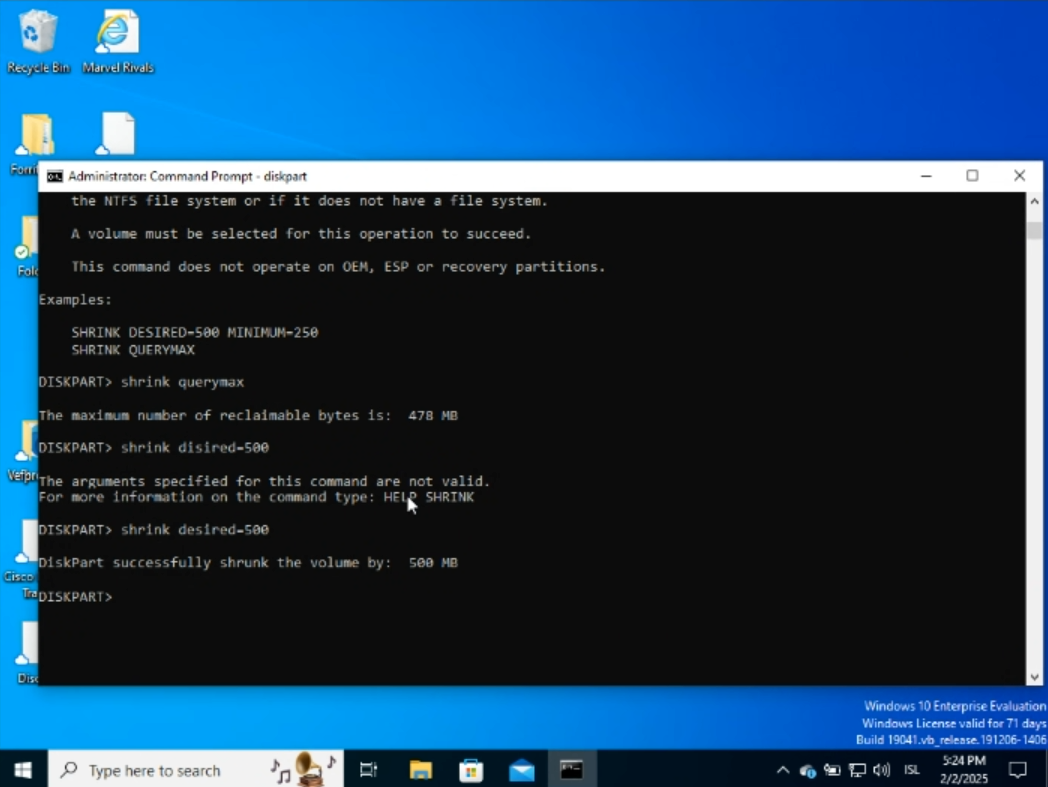 Recycle Bin
Marvel Rivals
Administrator: Command Prompt - diskpart
the NTFS file system or if it does not have a file system.
A volume must be selected for this operation to succeed.
This command does not operate on OEM, ESP or recovery partitions.
Examples:
SHRINK DESIRED=500 MINIMUM=250
SHRINK QUERYMAX
DISKPART> shrink querymax
The maximum number of reclaimable bytes is: 478 MB
DISKPART> shrink disired=500
The arguments specified for this command are not valid.
For more information on the command type: HELP SHRINK
DISKPART> shrink desired=500
DiskPart successfully shrunk the volume by: 500 MB
DISKPART>
Cisco
Windows 10 Enterprise Evaluation
Windows License valid for 71 days
Build 19041.vb_release.191206-1406
Type here to search
ISL
5:24 PM
2/2/2025